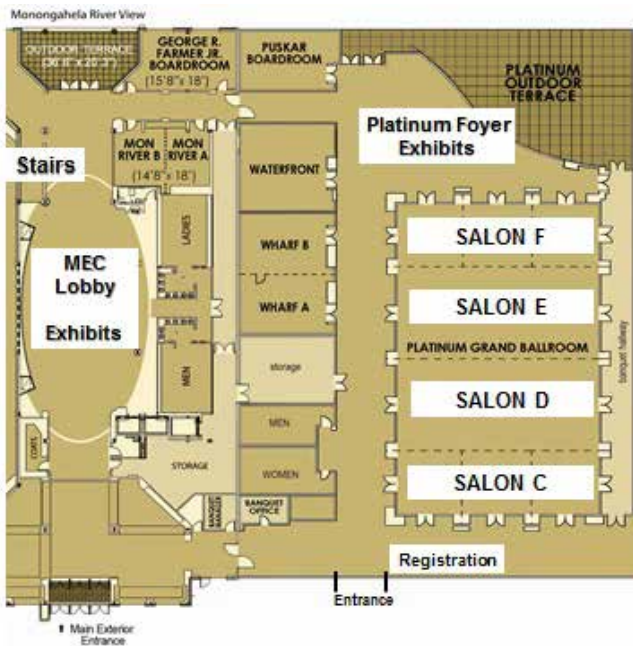 Monongahela River View
OUTDOOR TERRACE
GEORGE R.
FARMER JR.
BOARDROOM
(15'8"x 18')
PUSKAR
BOARDROOM
PLATINUM
OUTDOOR
TERRACE
Platinum Foyer
Exhibits
MON
RIVER B
MON
RIVER A
(14'8"x 18')
Stairs
WATERFRONT
LADIES
SALON F
MEC
Lobby
Exhibits
WHARF B
SALON E
WHARF A
PLATINUM GRAND BALLROOM
banquet hallway
MEN
storage
SALON D
MEN
COATS
STORAGE
WOMEN
SALON C
BANQUET
MANAGER
BANQUET
OFFICE
Registration
Entrance
Main Exterior
Entrance